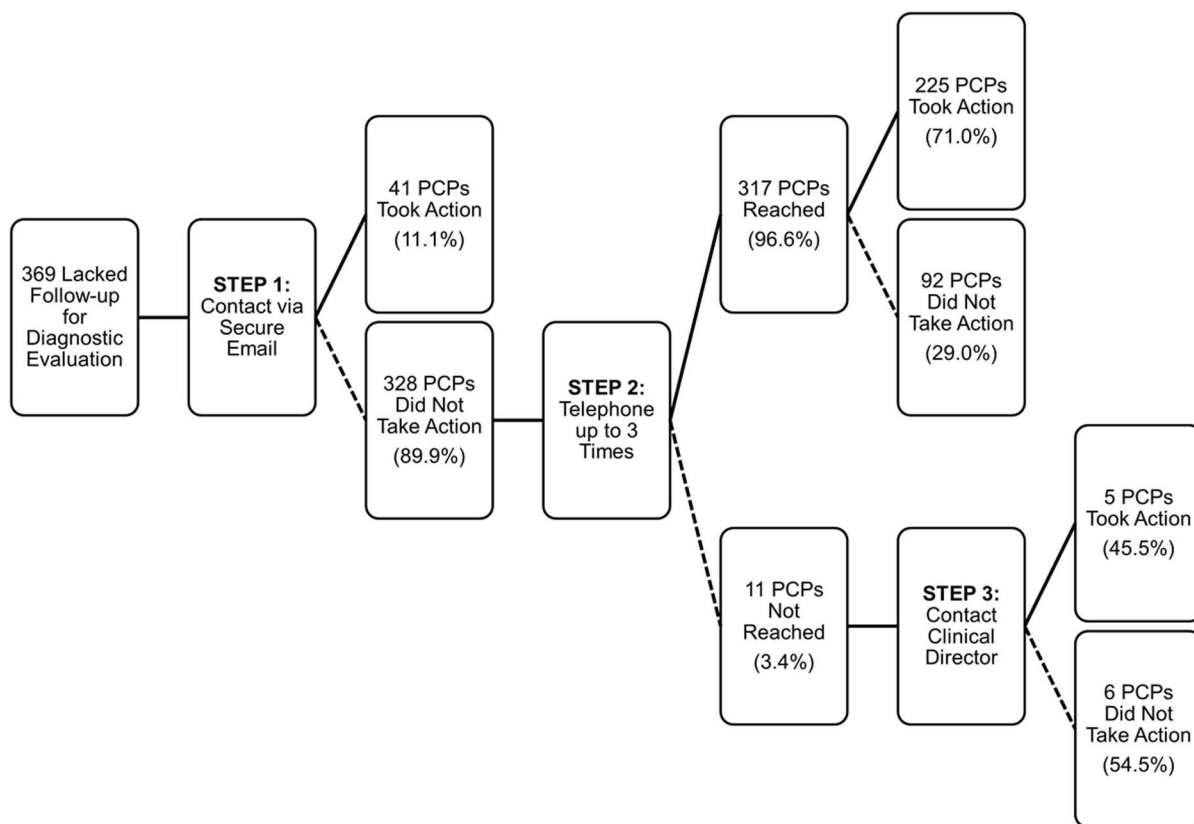 369 Lacked
Follow-up
for
Diagnostic
Evaluation
STEP 1:
Contact via
Secure
Email
41 PCPs
Took Action
(11.1%)
328 PCPs
Did Not
Take Action
(89.9%)
STEP 2:
Telephone
up to 3
Times
317 PCPs
Reached
(96.6%)
225 PCPs
Took Action
(71.0%)
92 PCPs
Did Not
Take Action
(29.0%)
11 PCPs
Not
Reached
(3.4%)
STEP 3:
Contact
Clinical
Director
5 PCPs
Took Action
(45.5%)
6 PCPs
Did Not
Take Action
(54.5%)